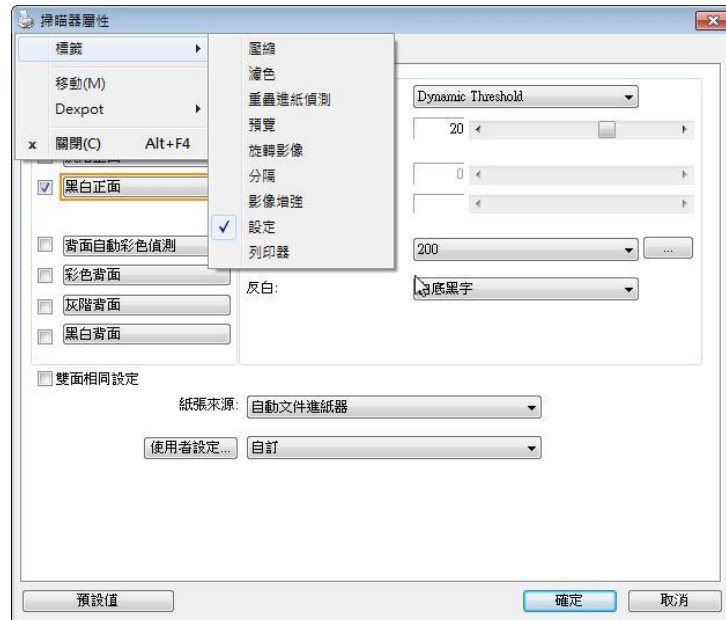 掃瞄器屬性
標籤
移動(M)
Dexpot
x 關閉(C) Alt+F4
壓縮
濾色
重疊進紙偵測
預覽
旋轉影像
分隔
影像增強
設定
列印器
Dynamic Threshold
20
黑白正面
0
背面自動彩色偵測
200
...
彩色背面
反白:
白底黑字
灰階背面
黑白背面
雙面相同設定
紙張來源: 自動文件進紙器
使用者設定... 自訂
預設值
確定
取消